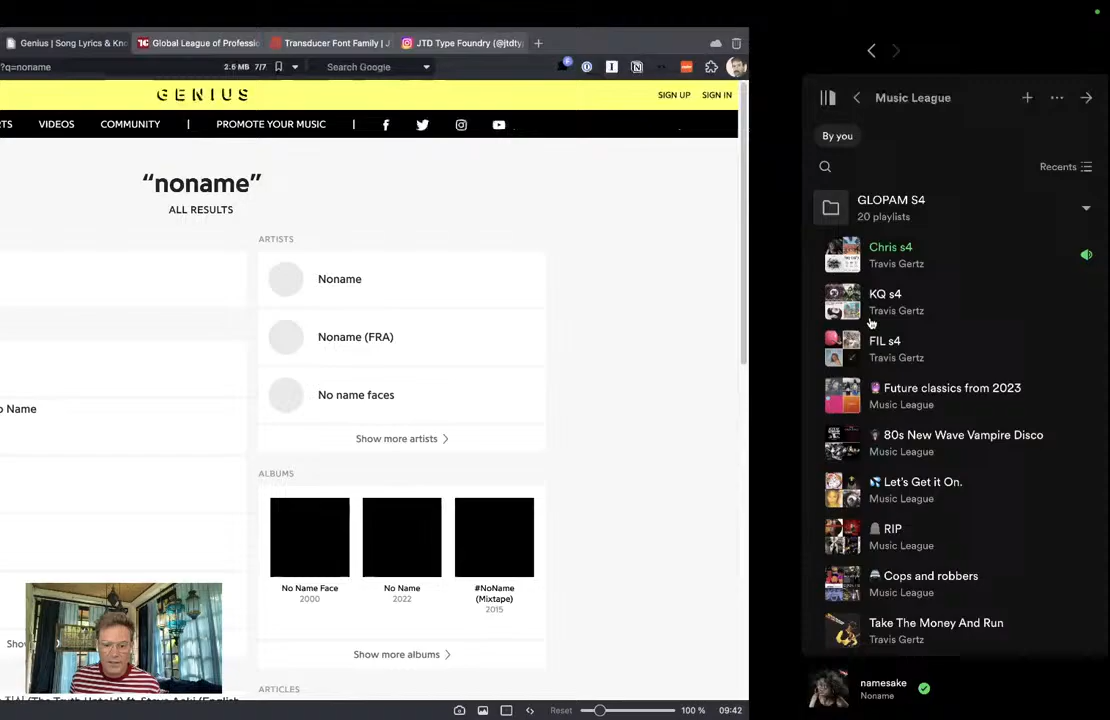 Genius | Song Lyrics & Kno
Global League of Professio
Transducer Font Family | J
JTD Type Foundry (@jtdty
?q=noname
2.6 MB 7/7
Search Google
GENIUS
SIGN UP
SIGN IN
RTS
VIDEOS
COMMUNITY
|
PROMOTE YOUR MUSIC
|
“noname”
ALL RESULTS
ARTISTS
Noname
Noname (FRA)
No name faces
Show more artists
o Name
ALBUMS
No Name Face
2000
No Name
2022
#NoName
(Mixtape)
2015
Show more albums
Show
ARTICLES
Reset
100 %
09:42
Music League
By you
Recents
GLOPAM S4
20 playlists
Chris s4
Travis Gertz
KQ s4
Travis Gertz
FIL s4
Travis Gertz
🔮 Future classics from 2023
Music League
80s New Wave Vampire Disco
Music League
💦 Let's Get it On.
Music League
🪦 RIP
Music League
🚔 Cops and robbers
Music League
Take The Money And Run
Travis Gertz
namesake
Noname